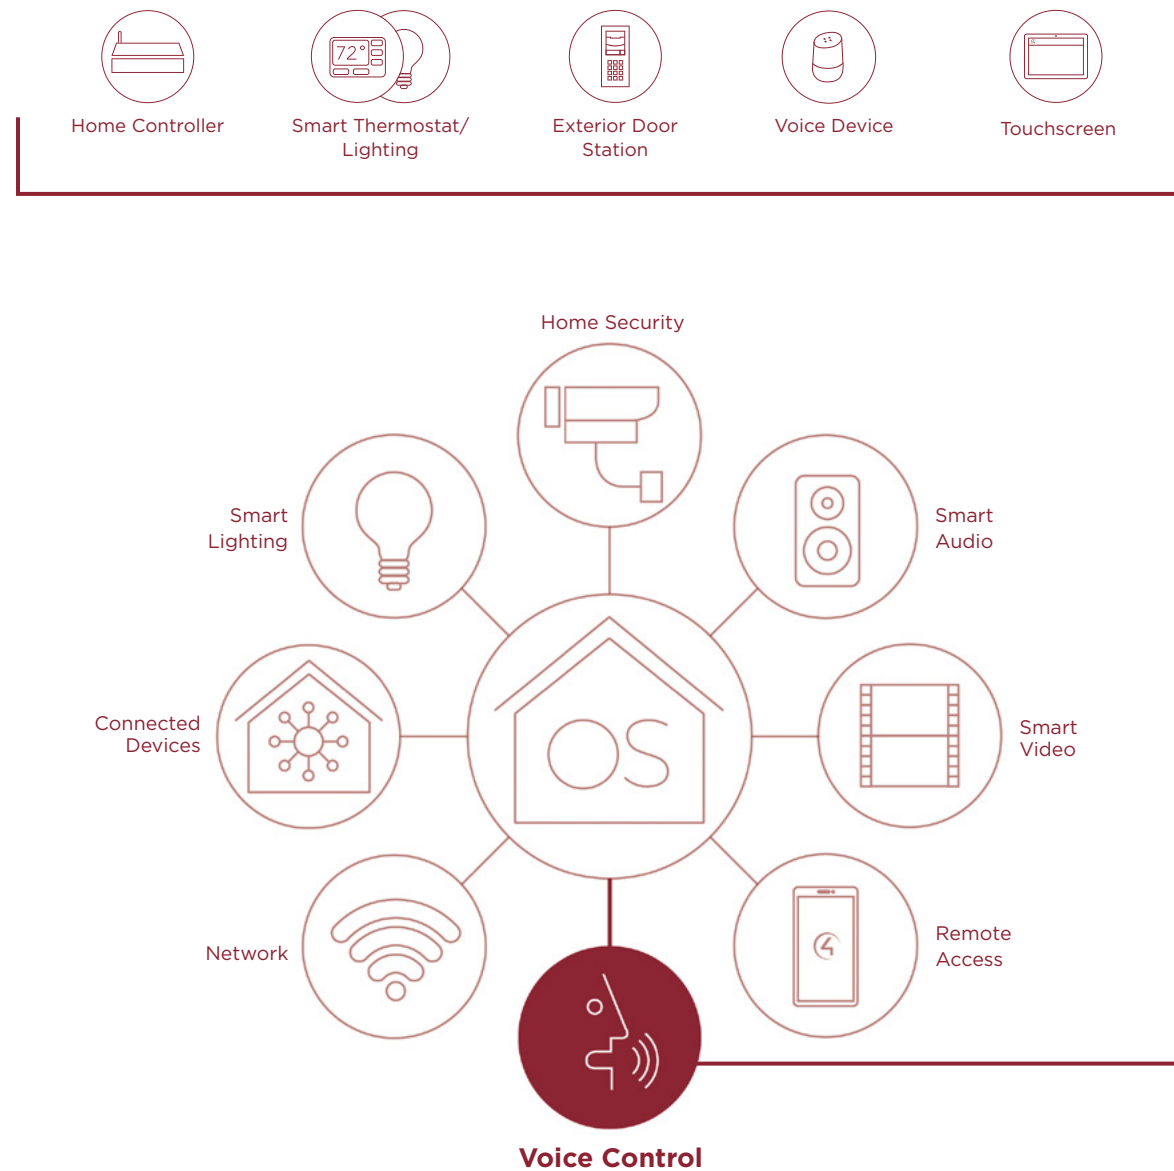 72°
Home Controller
Smart Thermostat/
Lighting
Exterior Door
Station
Voice Device
Touchscreen
Home Security
Smart
Lighting
Smart
Audio
Connected
Devices
OS
Smart
Video
Network
Remote
Access
4
Voice Control